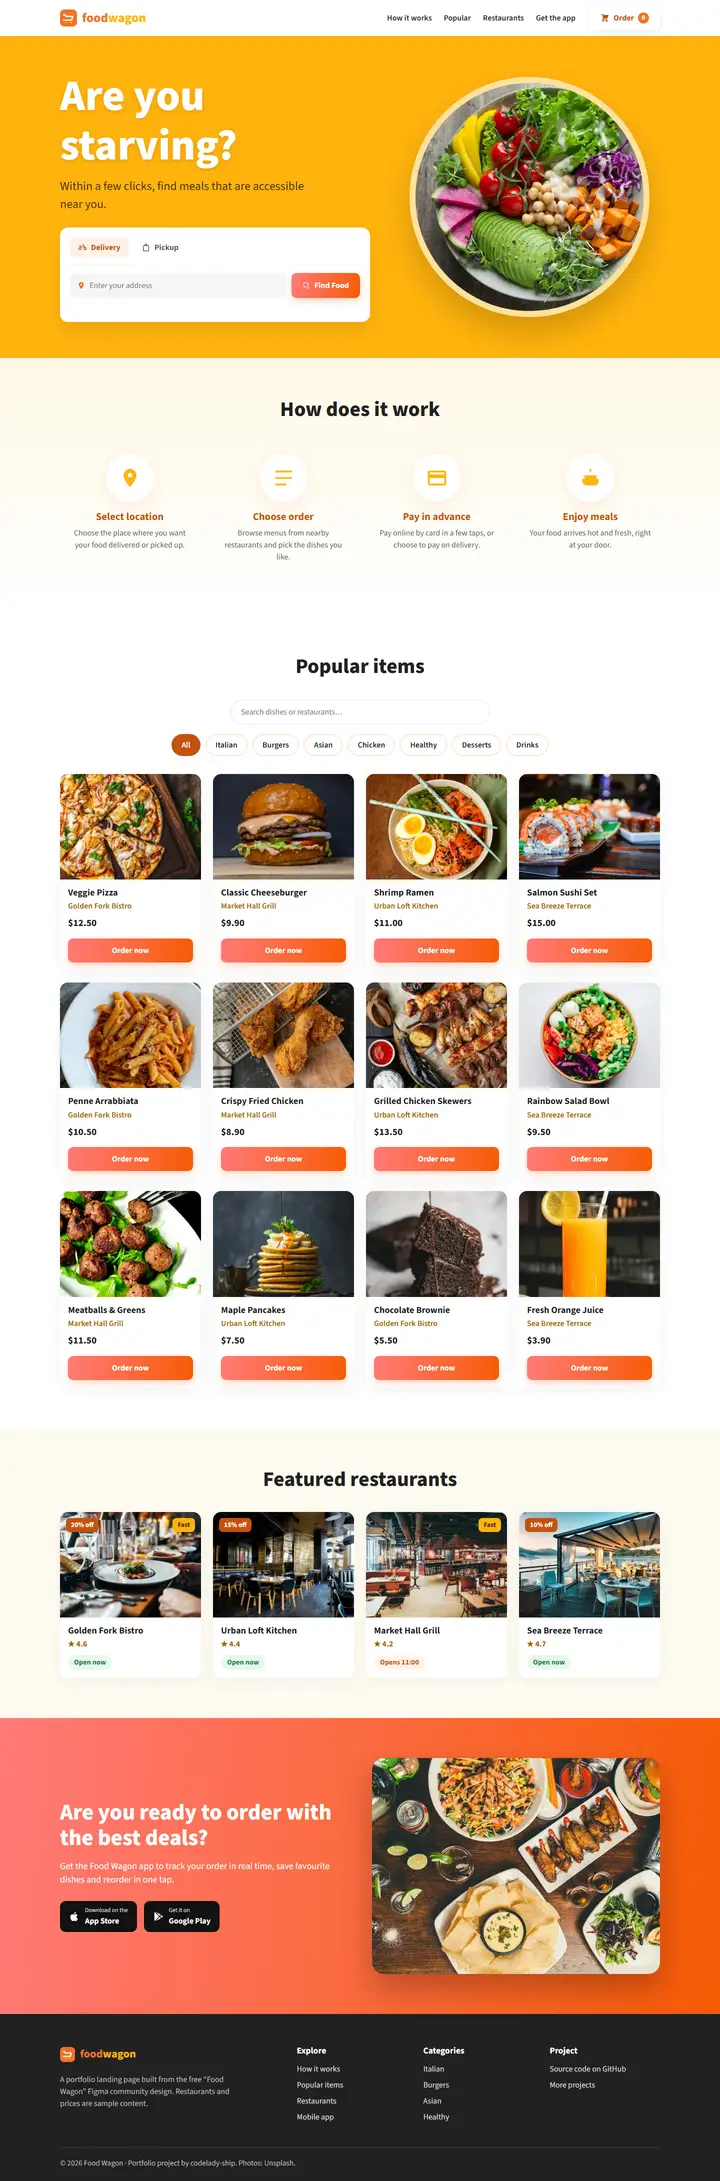 foodwagon
How it works
Popular
Restaurants
Get the app
Order 0
Are you
starving?
Within a few clicks, find meals that are accessible
near you.
Delivery
Pickup
Enter your address
Find Food
How does it work
Select location
Choose the place where you want
your food delivered or picked up.
Choose order
Browse menus from nearby
restaurants and pick the dishes you
like.
Pay in advance
Pay online by card in a few taps, or
choose to pay on delivery.
Enjoy meals
Your food arrives hot and fresh, right
at your door.
Popular items
Search dishes or restaurants…
All
Italian
Burgers
Asian
Chicken
Healthy
Desserts
Drinks
Veggie Pizza
Golden Fork Bistro
$12.50
Order now
Classic Cheeseburger
Market Hall Grill
$9.90
Order now
Shrimp Ramen
Urban Loft Kitchen
$11.00
Order now
Salmon Sushi Set
Sea Breeze Terrace
$15.00
Order now
Penne Arrabbiata
Golden Fork Bistro
$10.50
Order now
Crispy Fried Chicken
Market Hall Grill
$8.90
Order now
Grilled Chicken Skewers
Urban Loft Kitchen
$13.50
Order now
Rainbow Salad Bowl
Sea Breeze Terrace
$9.50
Order now
Meatballs & Greens
Market Hall Grill
$11.50
Order now
Maple Pancakes
Urban Loft Kitchen
$7.50
Order now
Chocolate Brownie
Golden Fork Bistro
$5.50
Order now
Fresh Orange Juice
Sea Breeze Terrace
$3.90
Order now
Featured restaurants
20% off
Fast
Golden Fork Bistro
★ 4.6
Open now
15% off
Urban Loft Kitchen
★ 4.4
Open now
Fast
Market Hall Grill
★ 4.2
Opens 11:00
10% off
Sea Breeze Terrace
★ 4.7
Open now
Are you ready to order with
the best deals?
Get the Food Wagon app to track your order in real time, save favourite
dishes and reorder in one tap.
Download on the
App Store
Get it on
Google Play
foodwagon
A portfolio landing page built from the free "Food
Wagon" Figma community design. Restaurants and
prices are sample content.
Explore
How it works
Popular items
Restaurants
Mobile app
Categories
Italian
Burgers
Asian
Healthy
Project
Source code on GitHub
More projects
© 2026 Food Wagon · Portfolio project by codelady-ship. Photos: Unsplash.